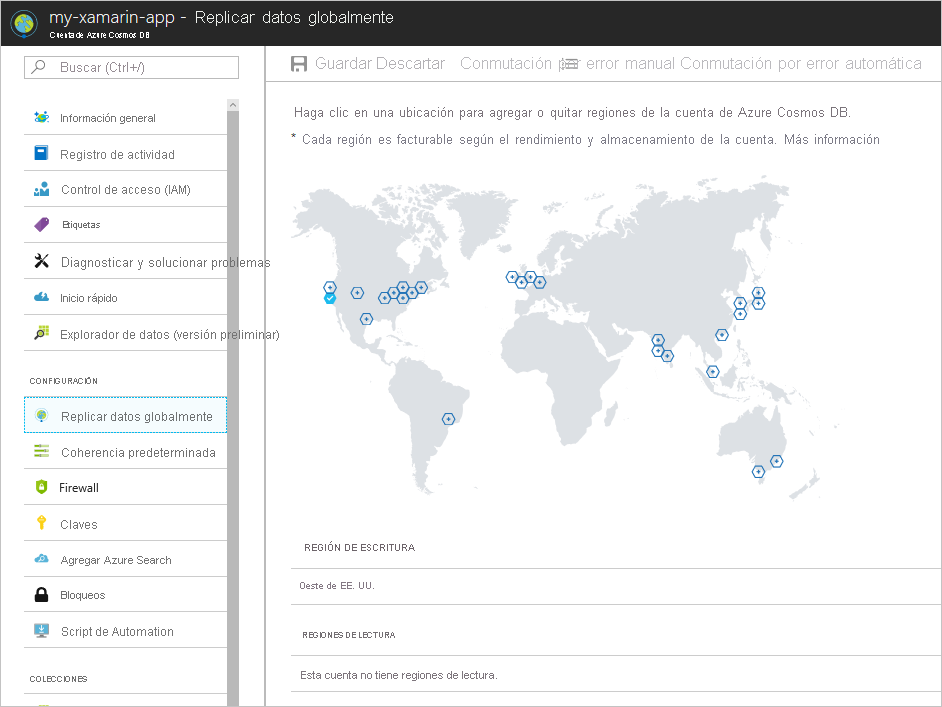 my-xamarin-app - Replicar datos globalmente
Cuenta de Azure Cosmos DB
Buscar (Ctrl+/)
Guardar Descartar Conmutación por error manual Conmutación por error automática
Haga clic en una ubicación para agregar o quitar regiones de la cuenta de Azure Cosmos DB.
* Cada región es facturable según el rendimiento y almacenamiento de la cuenta. Más información
Información general
Registro de actividad
Control de acceso (IAM)
Etiquetas
Diagnosticar y solucionar problemas
Inicio rápido
Explorador de datos (versión preliminar)
CONFIGURACIÓN
Replicar datos globalmente
Coherencia predeterminada
Firewall
Claves
Agregar Azure Search
Bloqueos
Script de Automation
COLECCIONES
REGIÓN DE ESCRITURA
Oeste de EE. UU.
REGIONES DE LECTURA
Esta cuenta no tiene regiones de lectura.